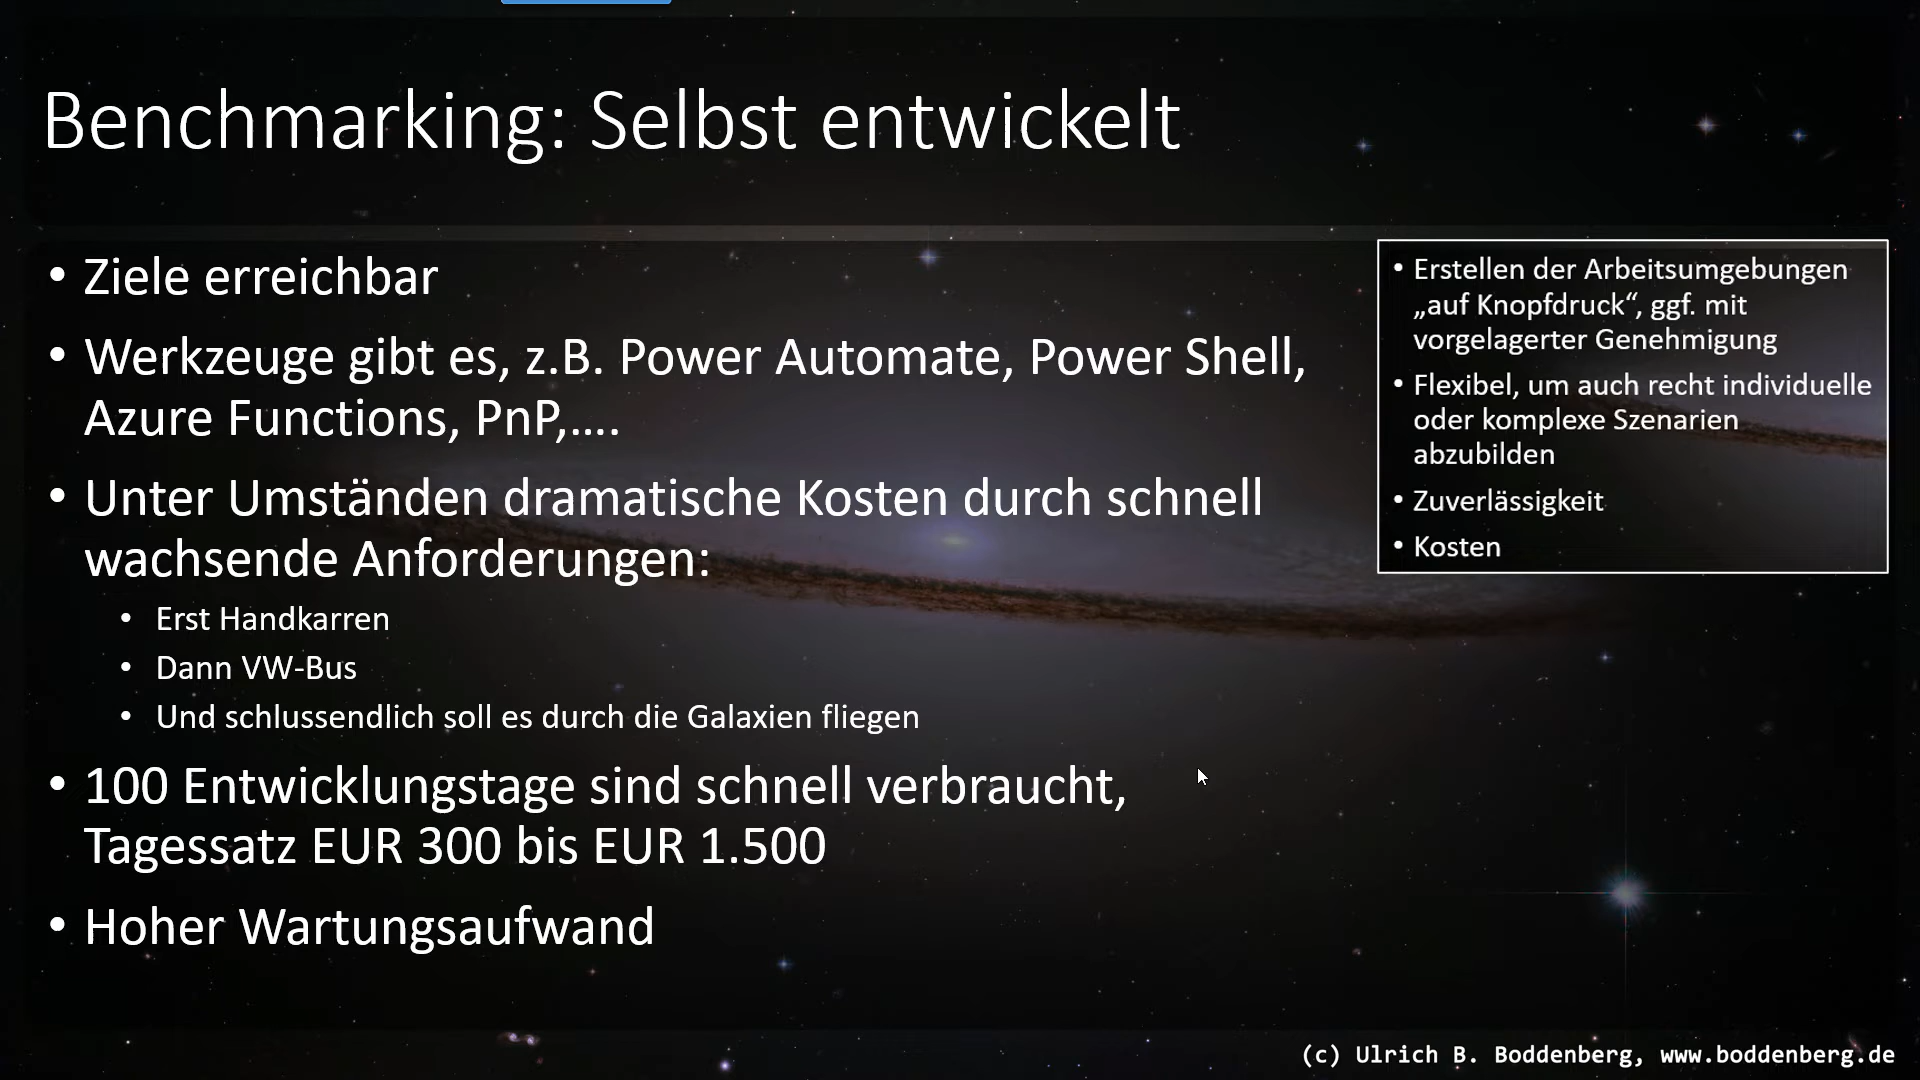 Benchmarking: Selbst entwickelt
• Ziele erreichbar
• Werkzeuge gibt es, z.B. Power Automate, Power Shell,
Azure Functions, PnP,....
• Unter Umständen dramatische Kosten durch schnell
wachsende Anforderungen:
• Erst Handkarren
• Dann VW-Bus
• Und schlussendlich soll es durch die Galaxien fliegen
• 100 Entwicklungstage sind schnell verbraucht,
Tagessatz EUR 300 bis EUR 1.500
• Hoher Wartungsaufwand
• Erstellen der Arbeitsumgebungen
„auf Knopfdruck“, ggf. mit
vorgelagerter Genehmigung
• Flexibel, um auch recht individuelle
oder komplexe Szenarien
abzubilden
• Zuverlässigkeit
• Kosten
(c) Ulrich B. Boddenberg, www.boddenberg.de